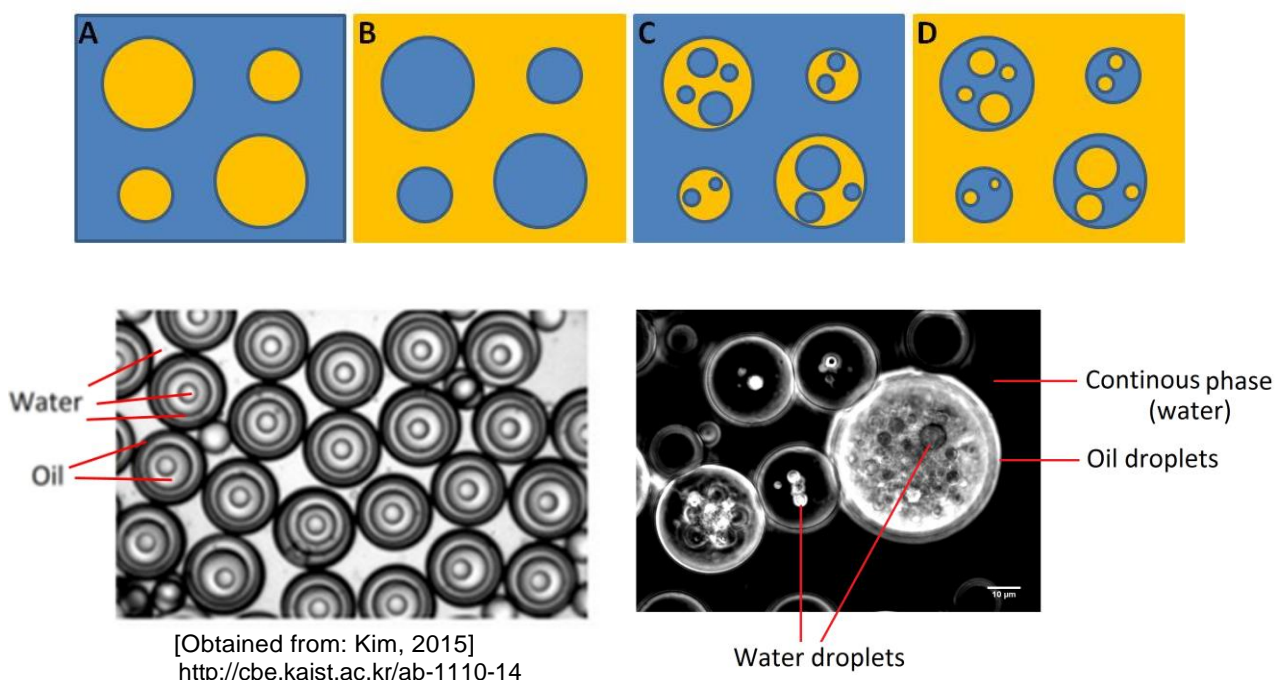 A B C D
Water
Oil
Continous phase
(water)
Oil droplets
10 µm
Water droplets
[Obtained from: Kim, 2015]
http://cbe.kaist.ac.kr/ab-1110-14